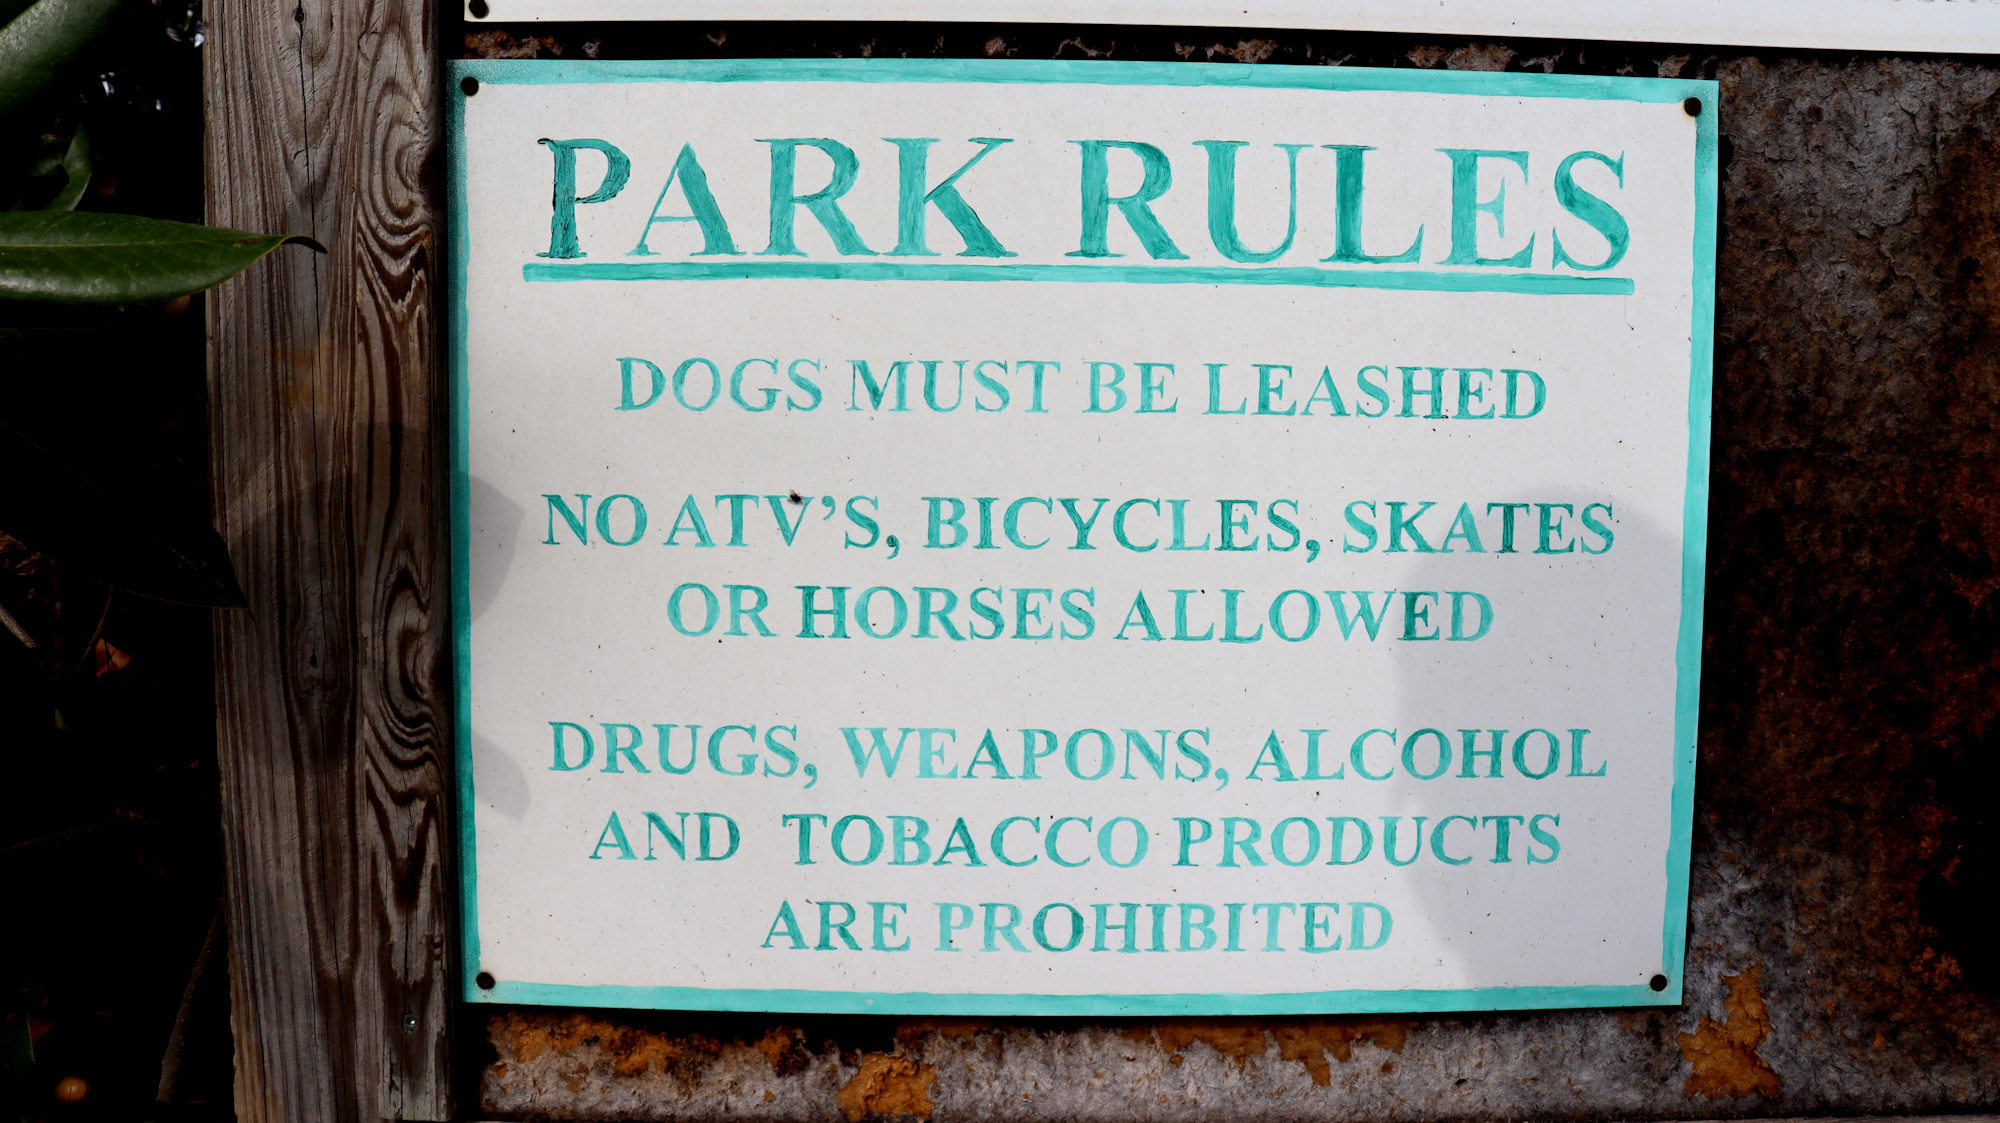 PARK RULES
DOGS MUST BE LEASHED
NO ATV'S, BICYCLES, SKATES
OR HORSES ALLOWED
DRUGS, WEAPONS, ALCOHOL
AND TOBACCO PRODUCTS
ARE PROHIBITED